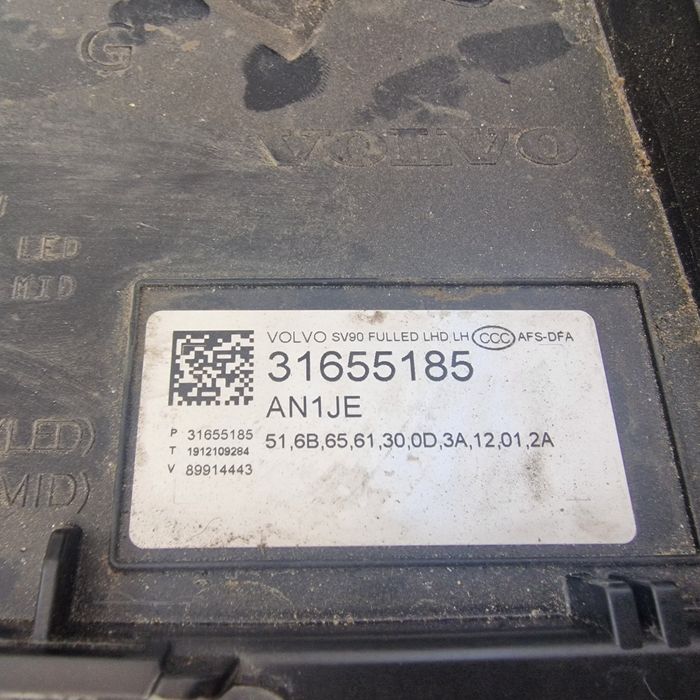 G
VOLVO
LED
MID
VOLVO SV90 FULLED LHD LH CCC AFS-DFA
31655185
AN1JE
P 31655185
T 1912109284
V 89914443
51,6B,65,61,30,0D,3A,12,01,2A
LED)
MID)